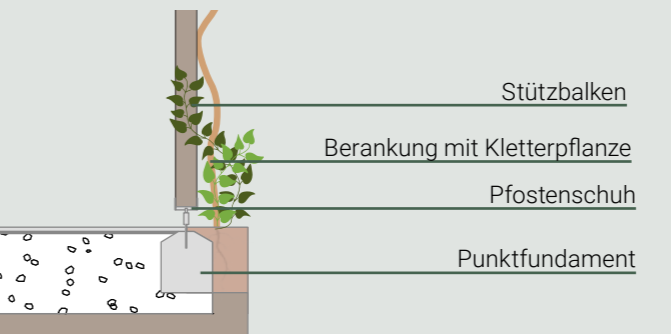 Stützbalken
Berankung mit Kletterpflanze
Pfostenschuh
Punktfundament